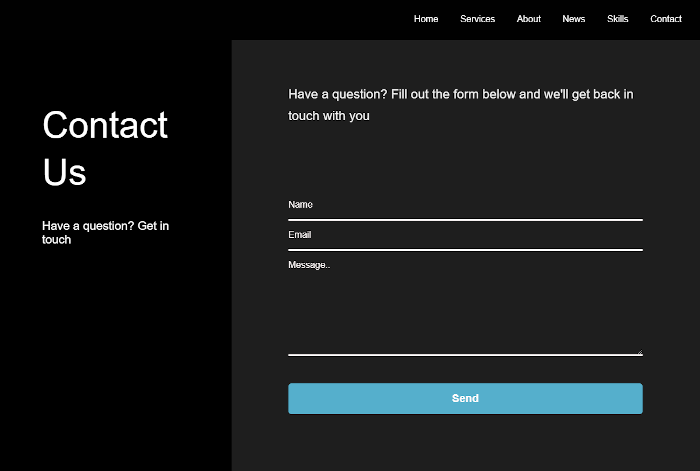 Home Services About News Skills Contact
Contact
Us
Have a question? Get in
touch
Have a question? Fill out the form below and we'll get back in
touch with you
Name
Email
Message..
Send